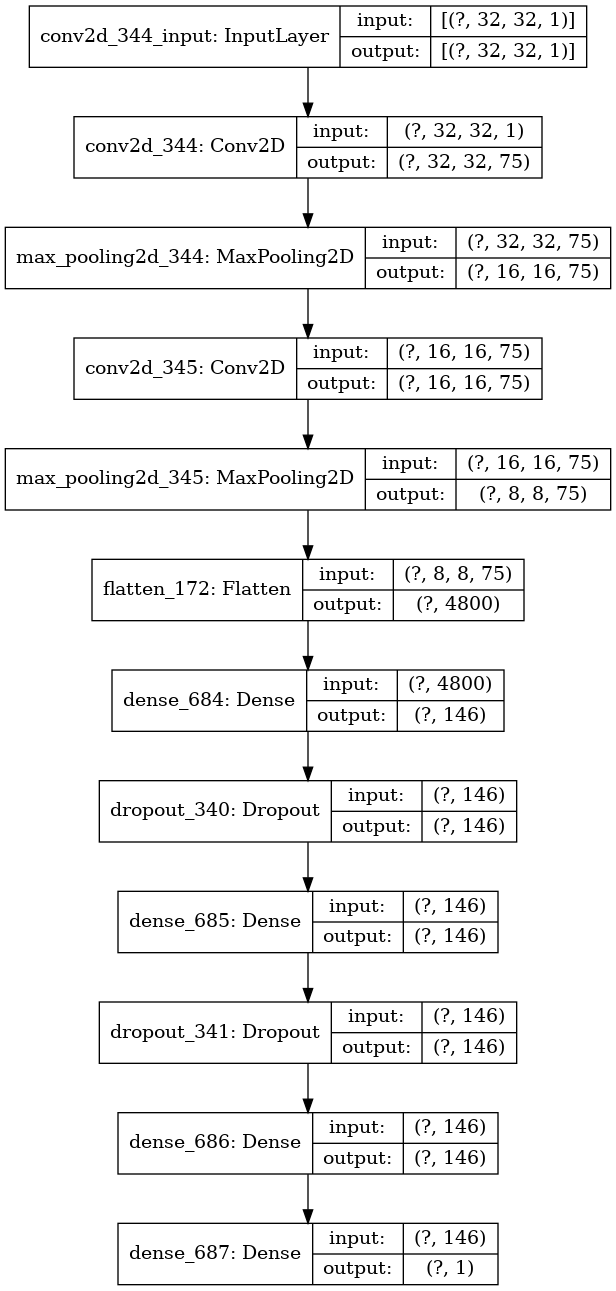 conv2d_344_input: InputLayer
input: [(?, 32, 32, 1)]
output: [(?, 32, 32, 1)]
conv2d_344: Conv2D
input: (?, 32, 32, 1)
output: (?, 32, 32, 75)
max_pooling2d_344: MaxPooling2D
input: (?, 32, 32, 75)
output: (?, 16, 16, 75)
conv2d_345: Conv2D
input: (?, 16, 16, 75)
output: (?, 16, 16, 75)
max_pooling2d_345: MaxPooling2D
input: (?, 16, 16, 75)
output: (?, 8, 8, 75)
flatten_172: Flatten
input: (?, 8, 8, 75)
output: (?, 4800)
dense_684: Dense
input: (?, 4800)
output: (?, 146)
dropout_340: Dropout
input: (?, 146)
output: (?, 146)
dense_685: Dense
input: (?, 146)
output: (?, 146)
dropout_341: Dropout
input: (?, 146)
output: (?, 146)
dense_686: Dense
input: (?, 146)
output: (?, 146)
dense_687: Dense
input: (?, 146)
output: (?, 1)